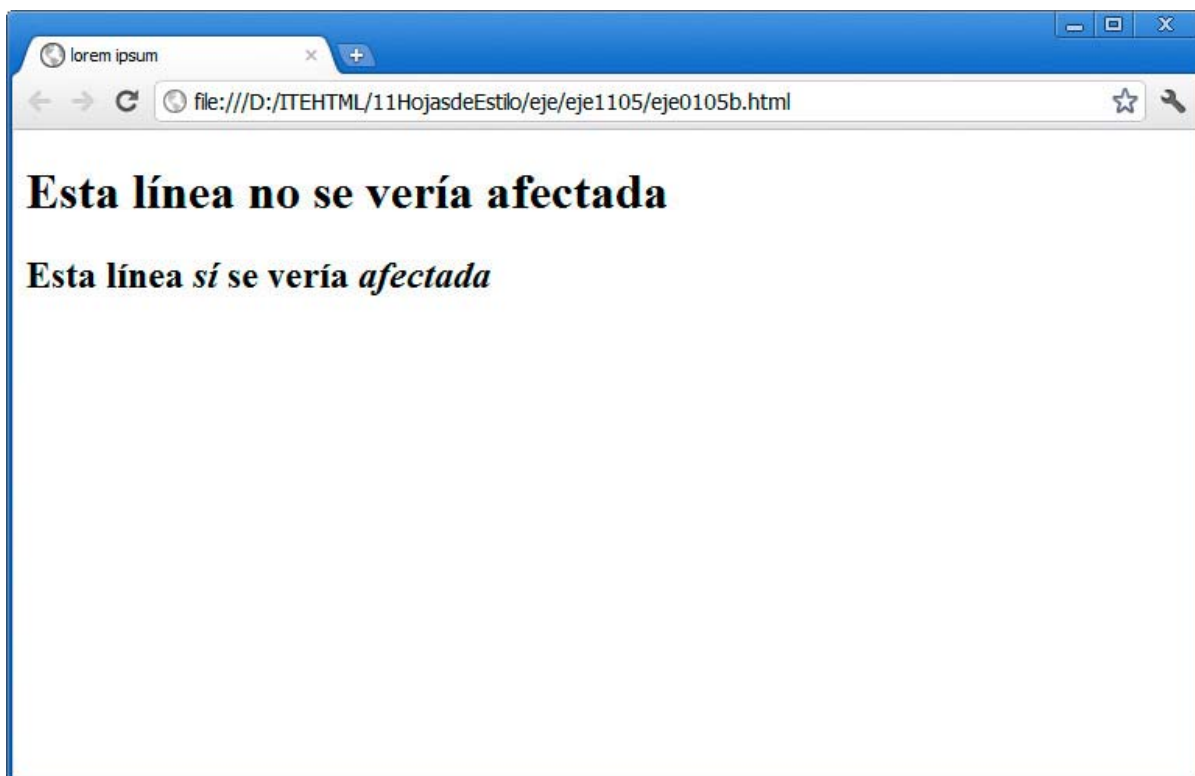 lorem ipsum
file:///D:/ITEHTML/11HojasdeEstilo/eje/eje1105/eje0105b.html
Esta línea no se vería afectada
Esta línea sí se vería afectada